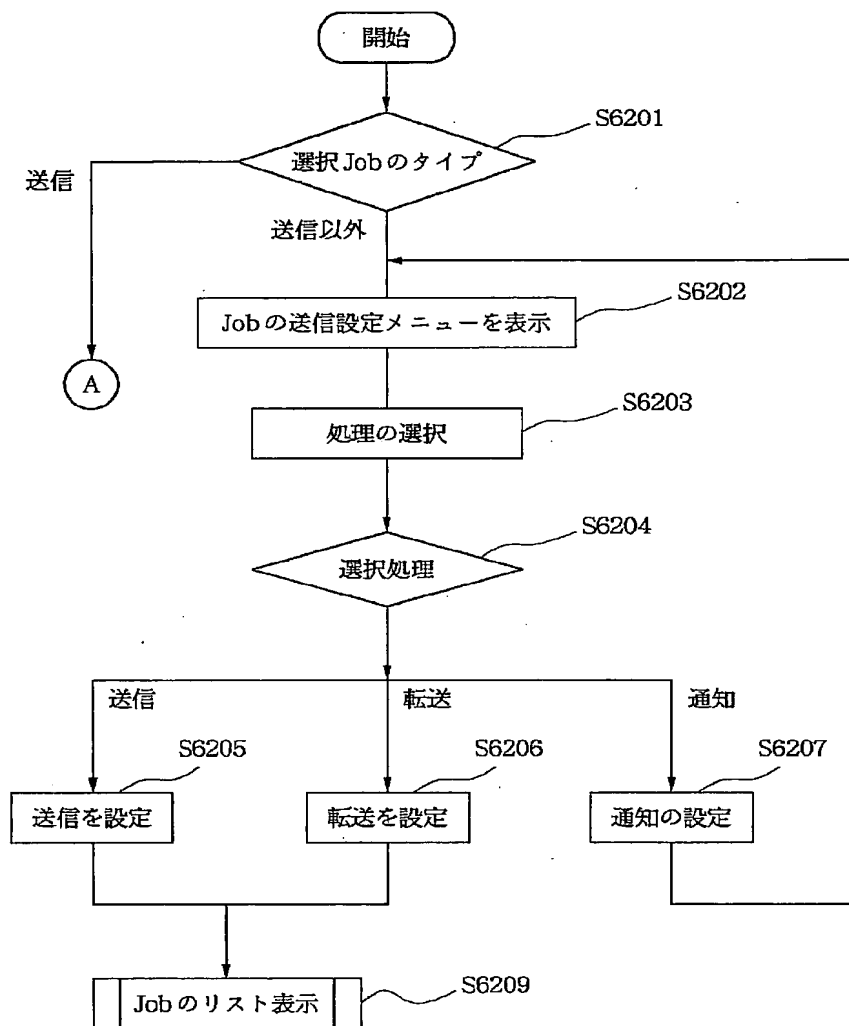 開始
S6201
選択Jobのタイプ
送信
送信以外
S6202
Jobの送信設定メニューを表示
A
S6203
処理の選択
S6204
選択処理
送信
転送
通知
S6205
S6206
S6207
送信を設定
転送を設定
通知の設定
S6209
Jobのリスト表示